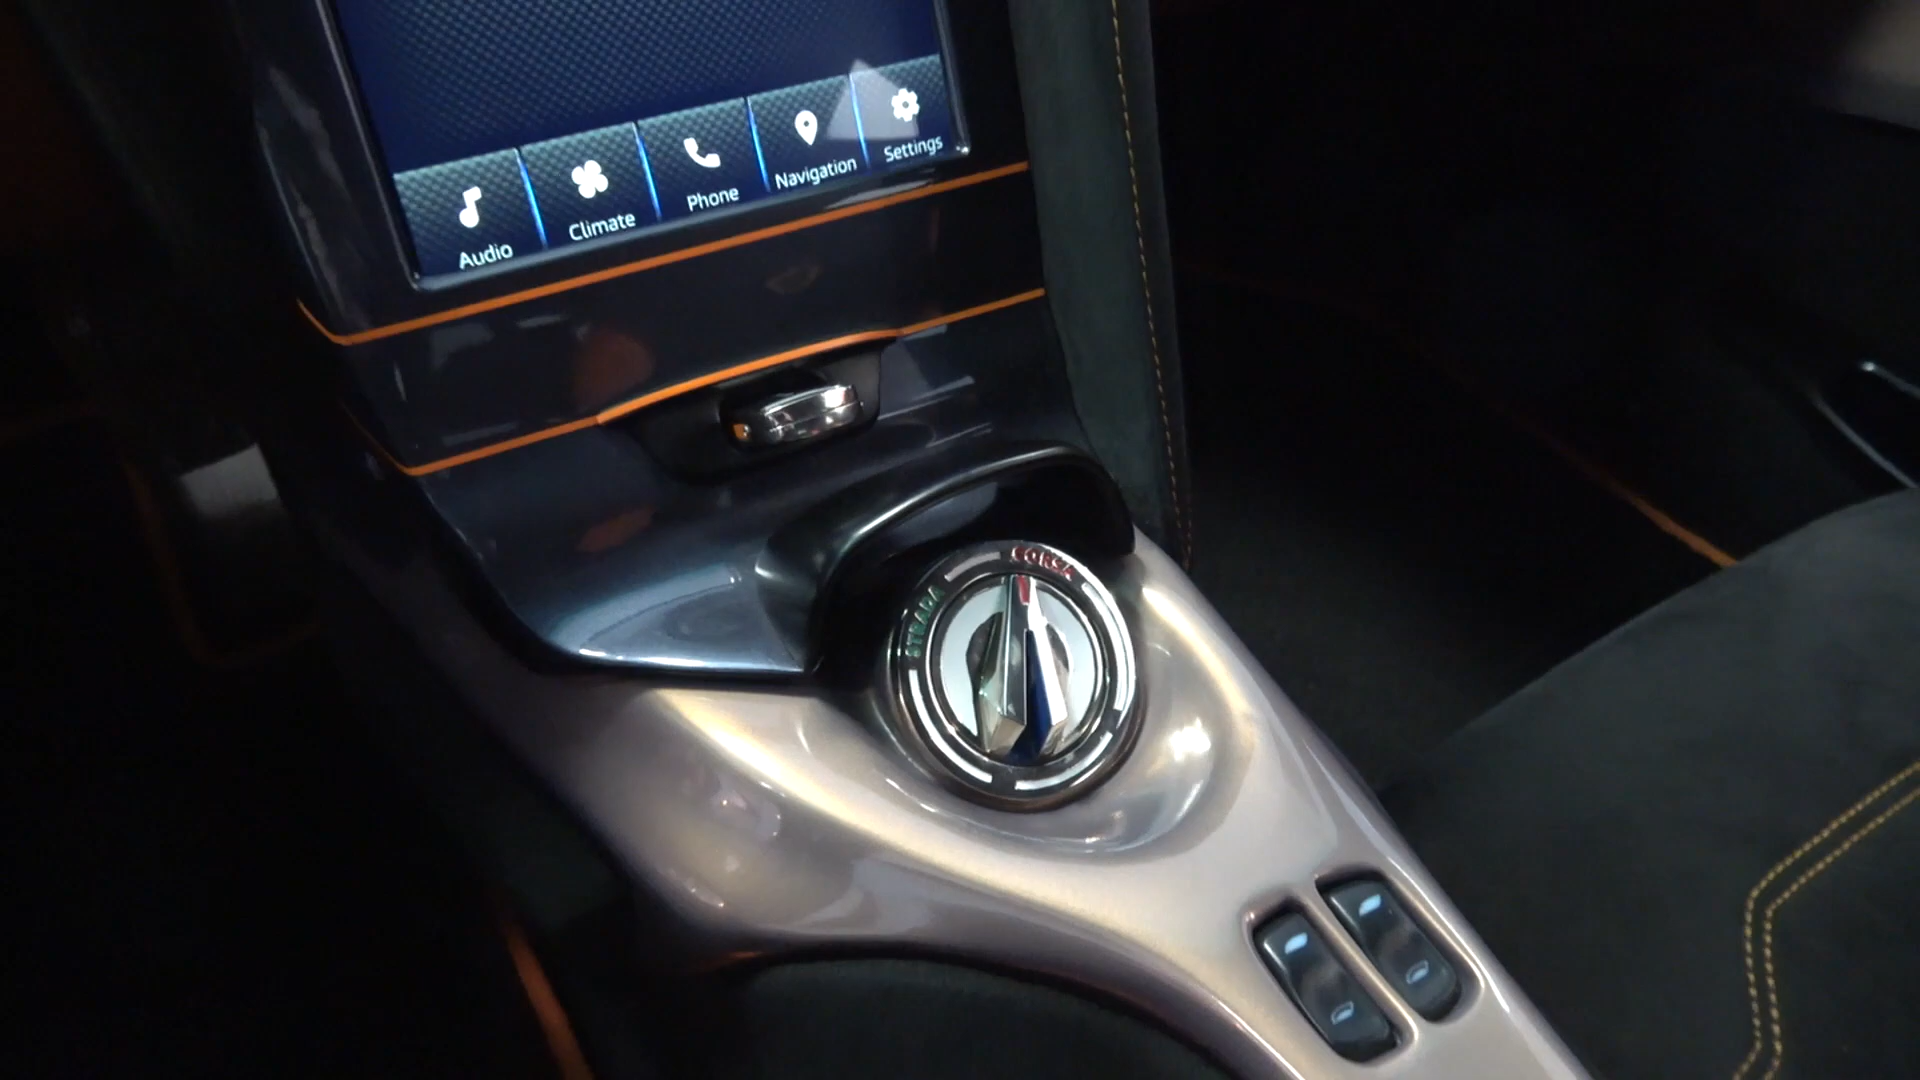 Audio
Climate
Phone
Navigation
Settings
STRADA
CORSA